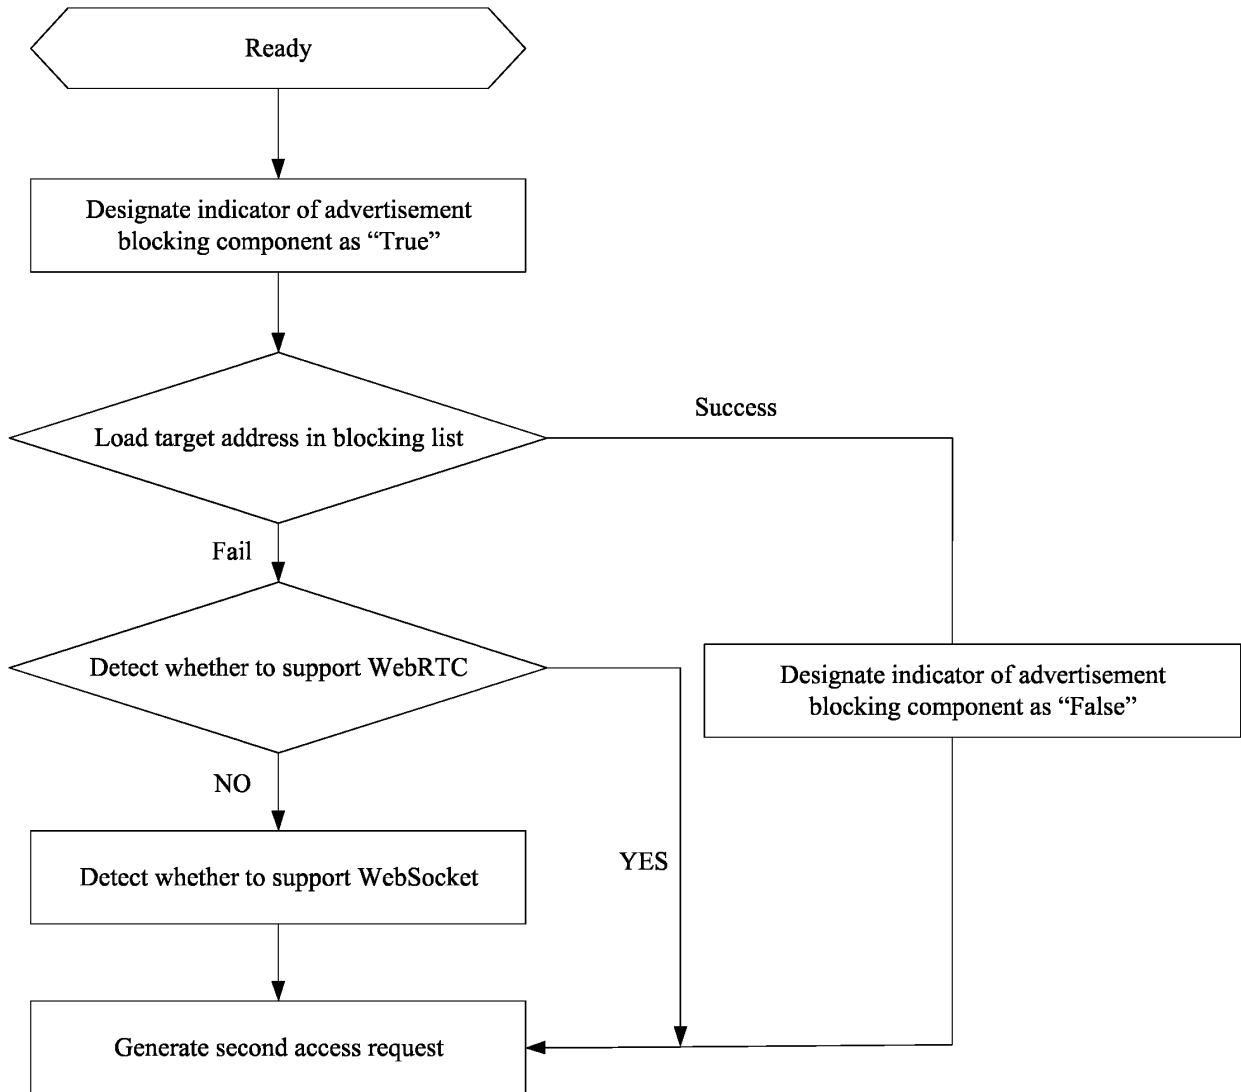 Ready
Designate indicator of advertisement
blocking component as “True”
Success
Load target address in blocking list
Fail
Detect whether to support WebRTC
Designate indicator of advertisement
blocking component as “False”
NO
YES
Detect whether to support WebSocket
Generate second access request